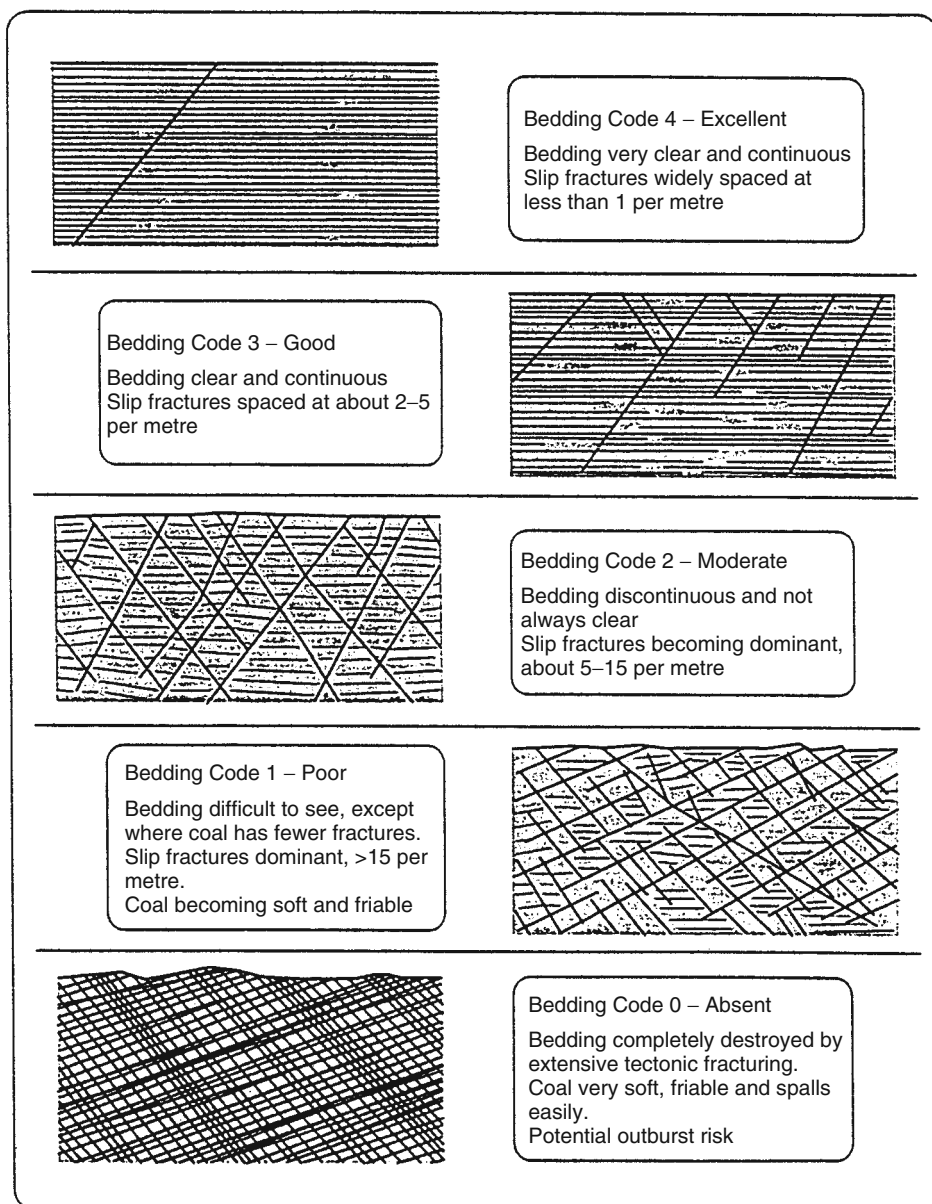 Bedding Code 4 – Excellent
Bedding very clear and continuous
Slip fractures widely spaced at
less than 1 per metre
Bedding Code 3 – Good
Bedding clear and continuous
Slip fractures spaced at about 2–5
per metre
Bedding Code 2 – Moderate
Bedding discontinuous and not
always clear
Slip fractures becoming dominant,
about 5–15 per metre
Bedding Code 1 – Poor
Bedding difficult to see, except
where coal has fewer fractures.
Slip fractures dominant, >15 per
metre.
Coal becoming soft and friable
Bedding Code 0 – Absent
Bedding completely destroyed by
extensive tectonic fracturing.
Coal very soft, friable and spalls
easily.
Potential outburst risk